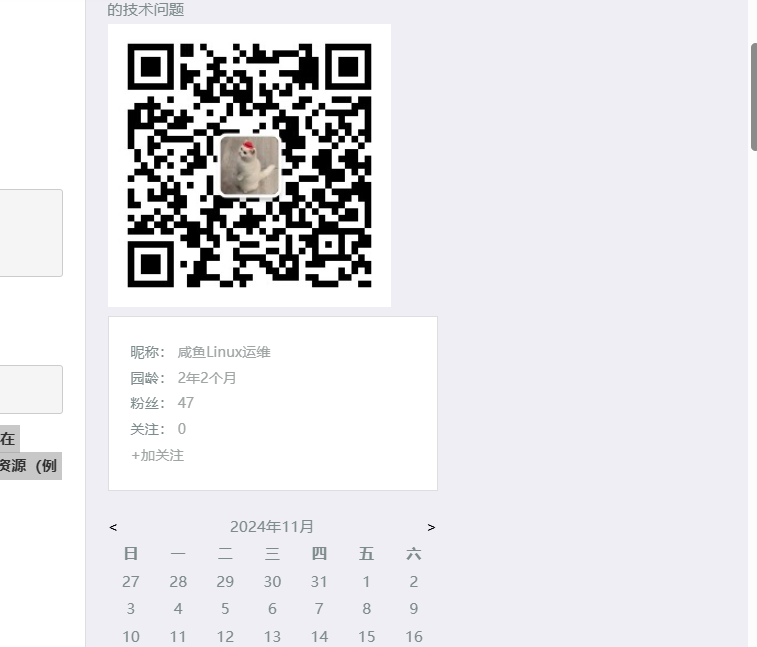 的技术问题
在
资源（例
昵称： 咸鱼Linux运维
园龄： 2年2个月
粉丝： 47
关注： 0
+加关注
< 2024年11月 >
日 一 二 三 四 五 六
27 28 29 30 31 1 2
3 4 5 6 7 8 9
10 11 12 13 14 15 16